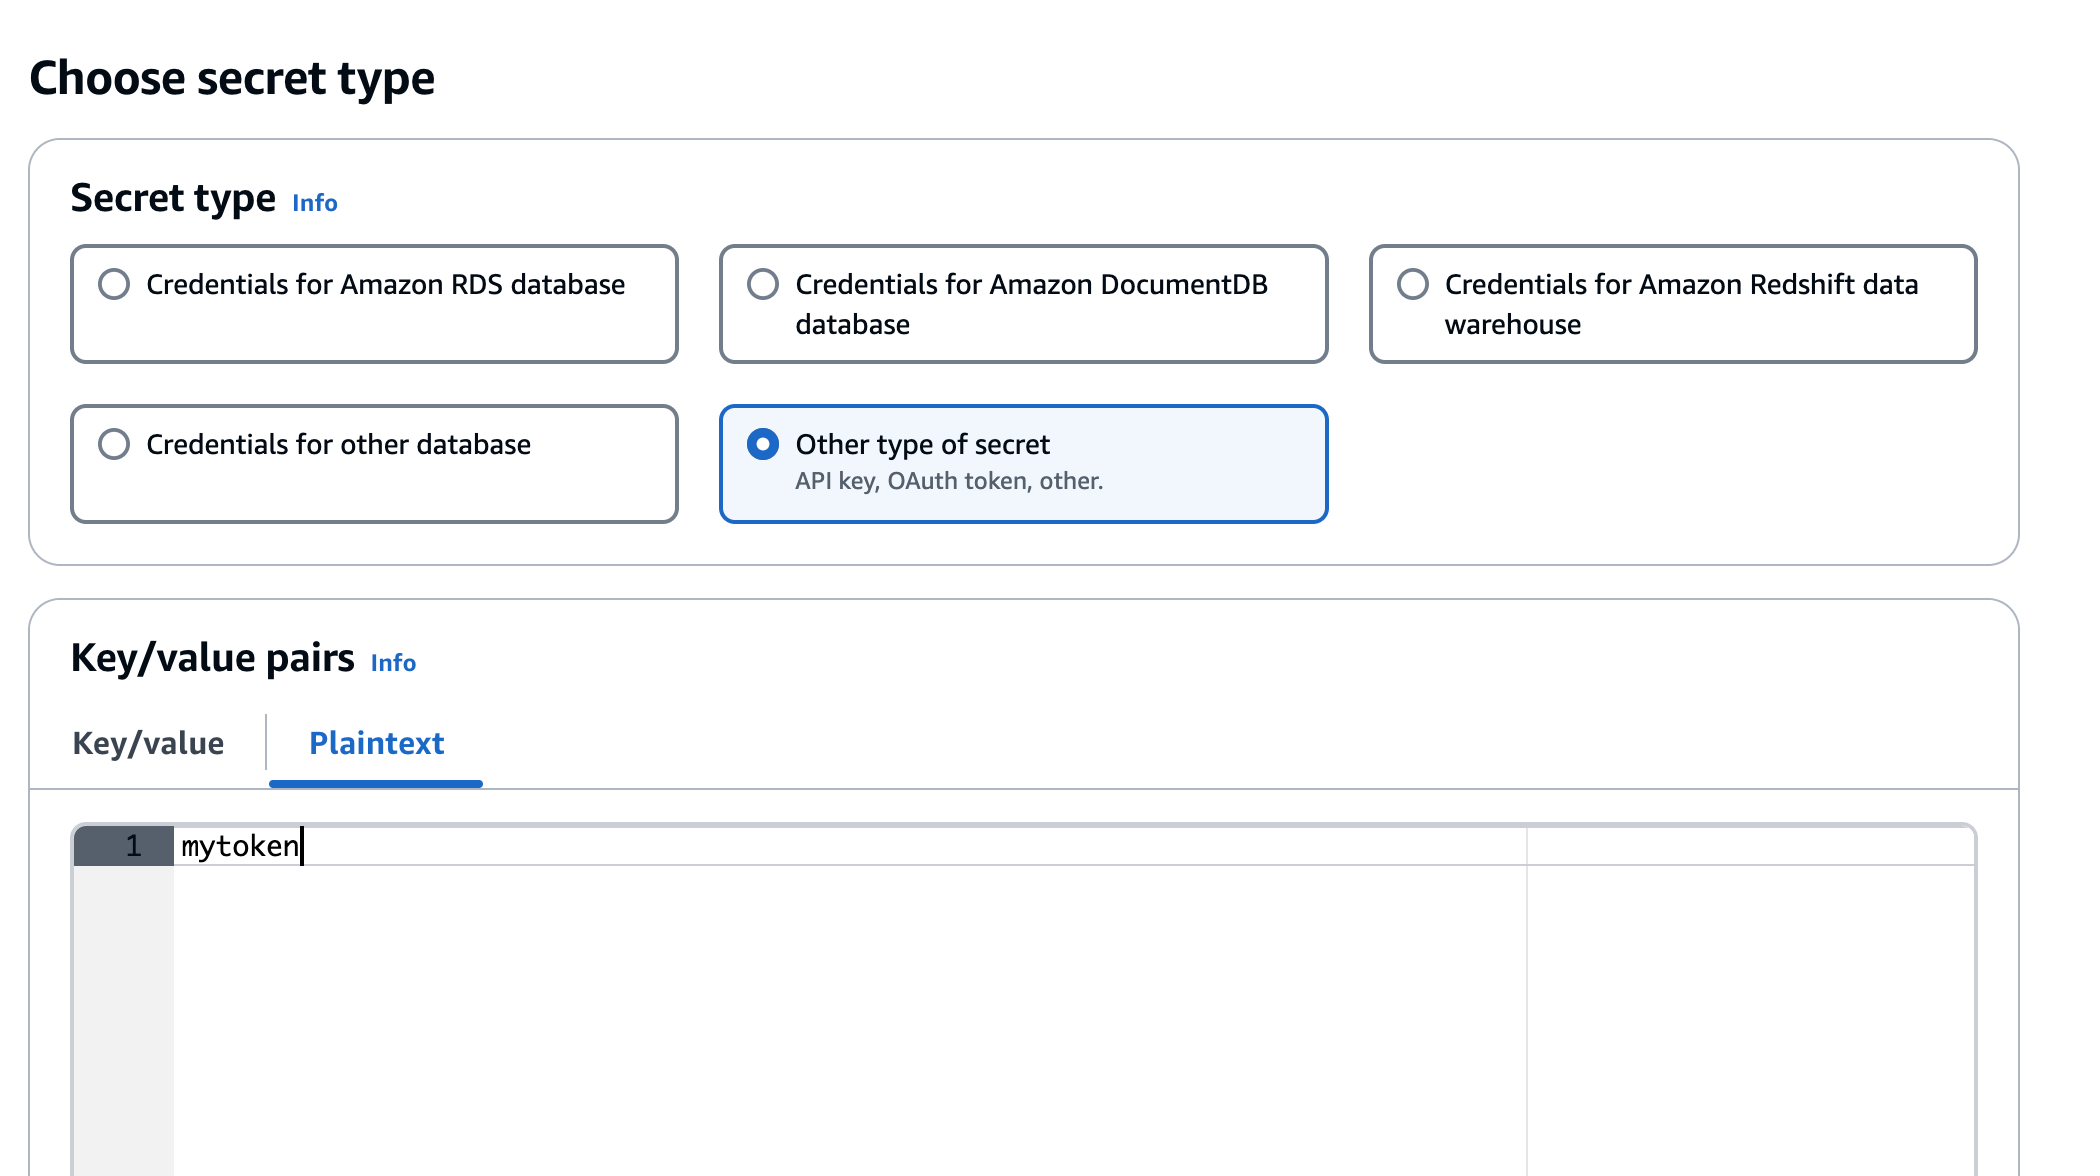 Choose secret type
Secret type Info
Credentials for Amazon RDS database
Credentials for Amazon DocumentDB
database
Credentials for Amazon Redshift data
warehouse
Credentials for other database
Other type of secret
API key, OAuth token, other.
Key/value pairs Info
Key/value Plaintext
1 mytoken